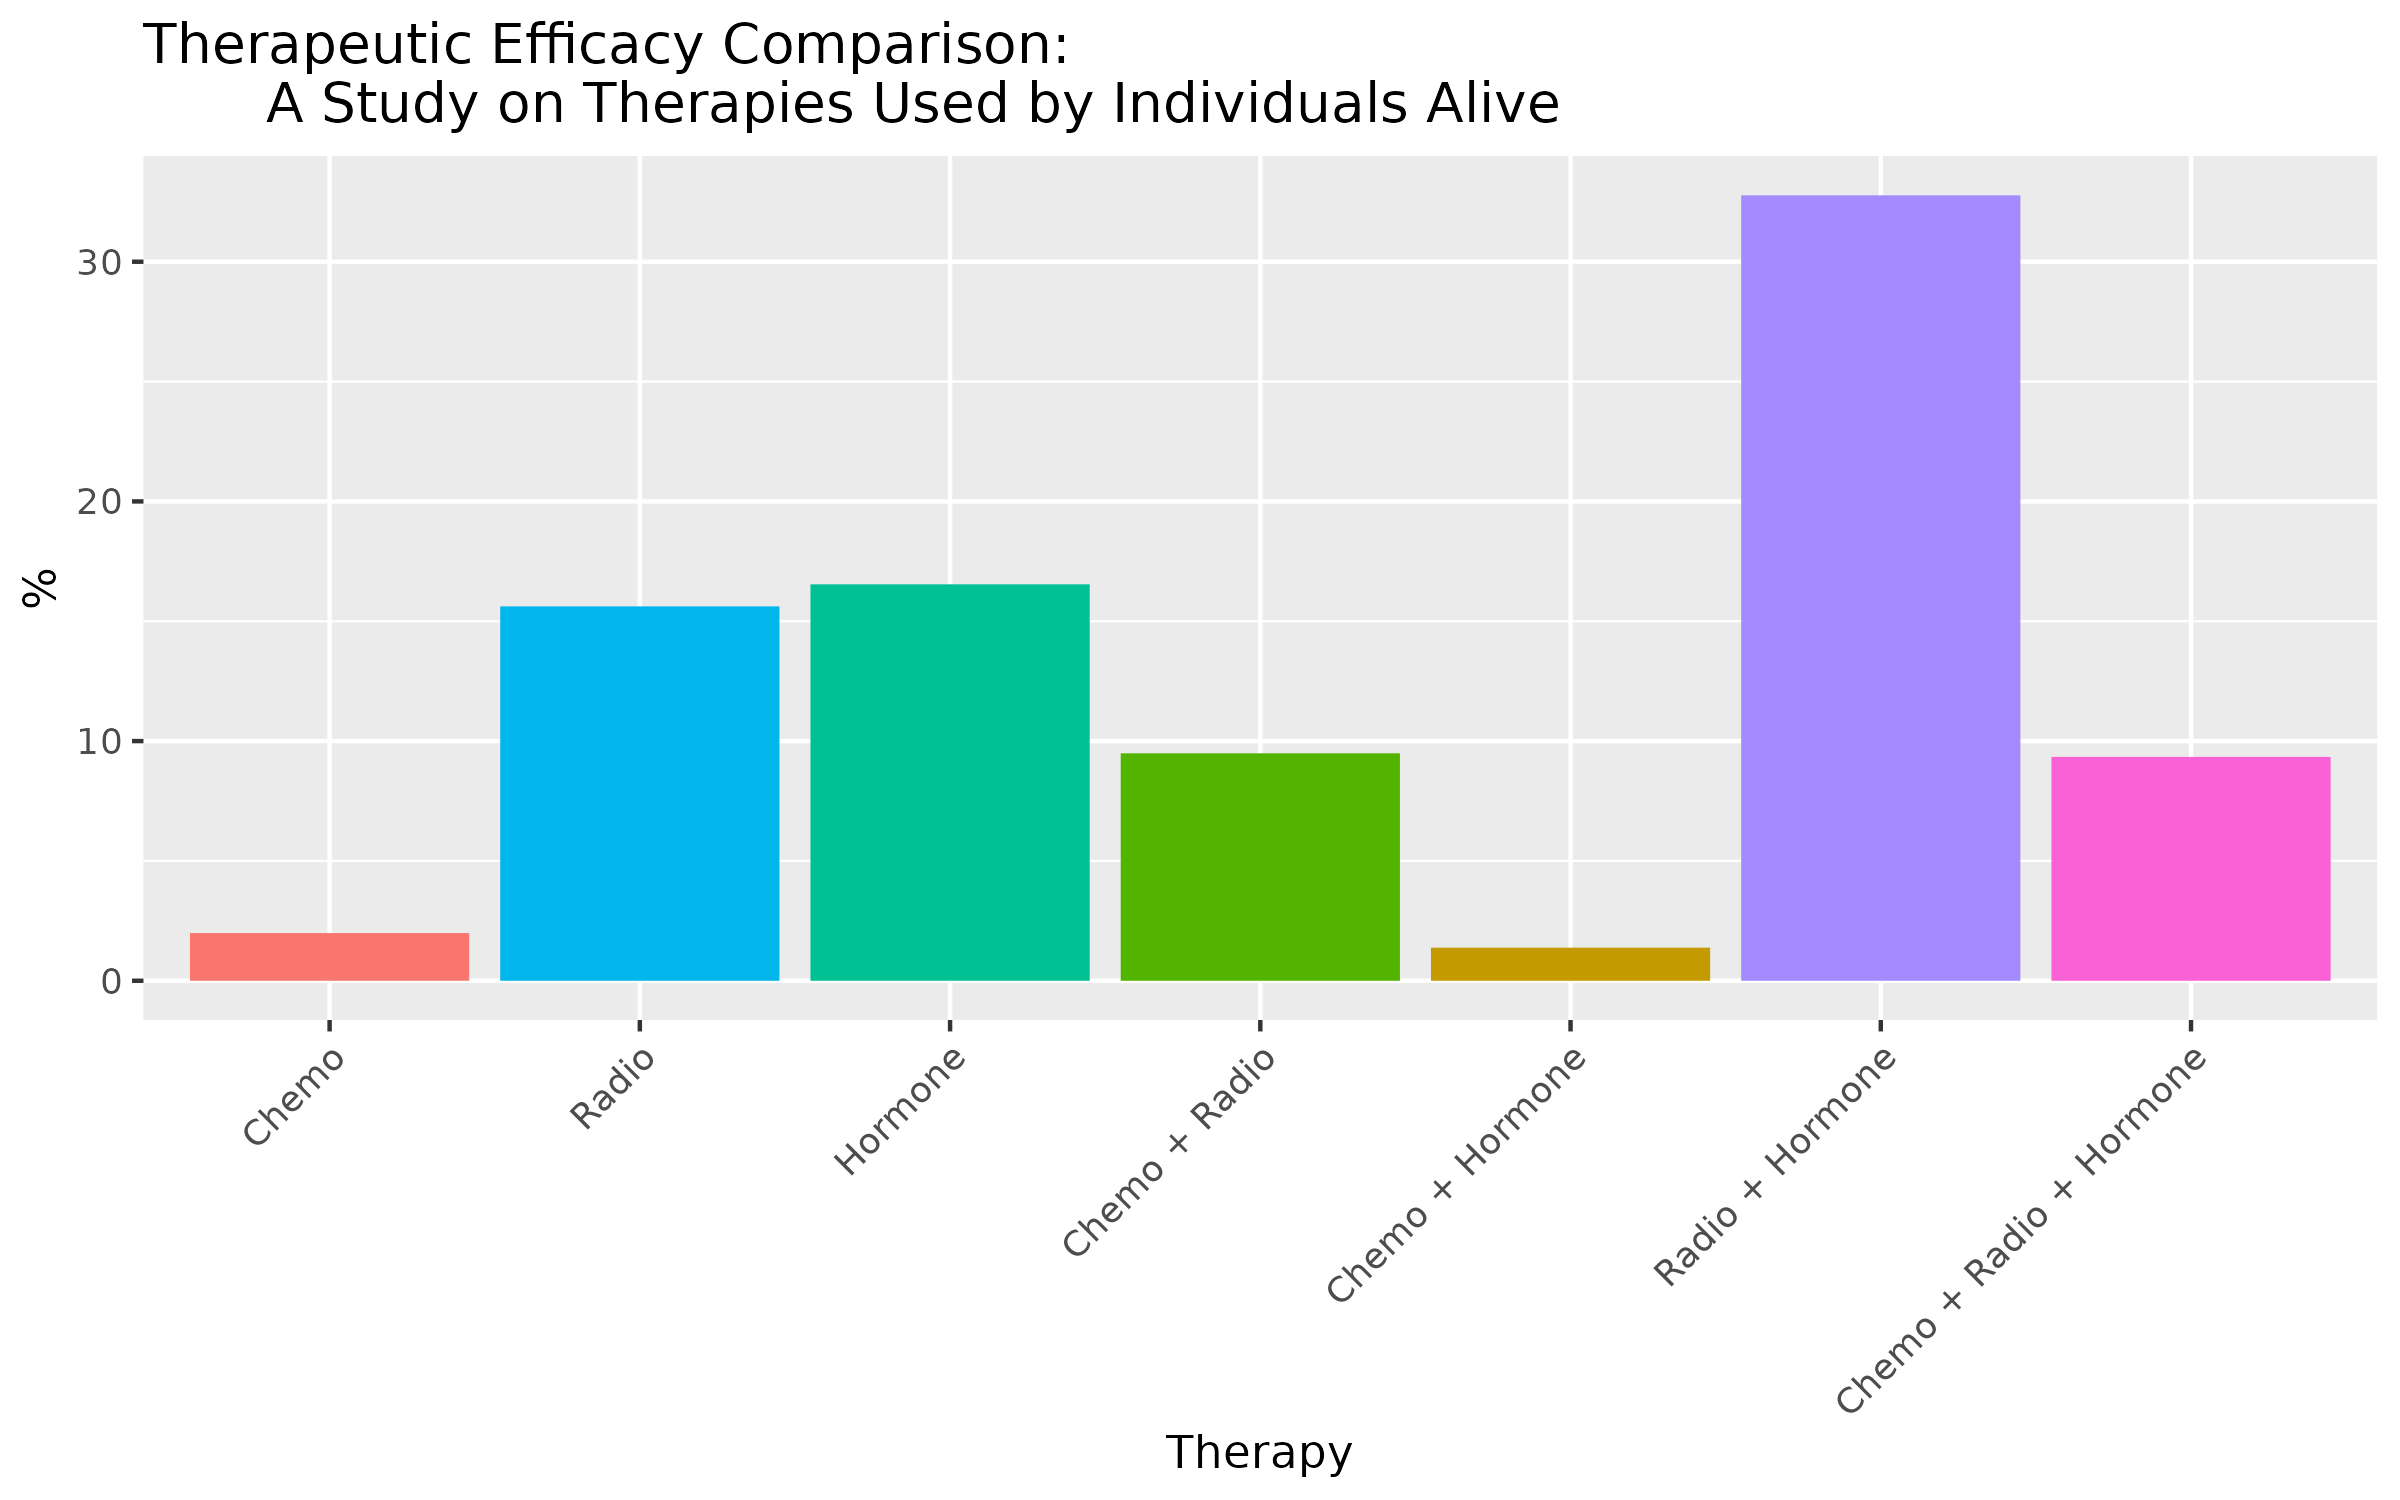 Therapeutic Efficacy Comparison:
A Study on Therapies Used by Individuals Alive
%
30
20
10
0
Chemo
Radio
Hormone
Chemo + Radio
Chemo + Hormone
Radio + Hormone
Chemo + Radio + Hormone
Therapy